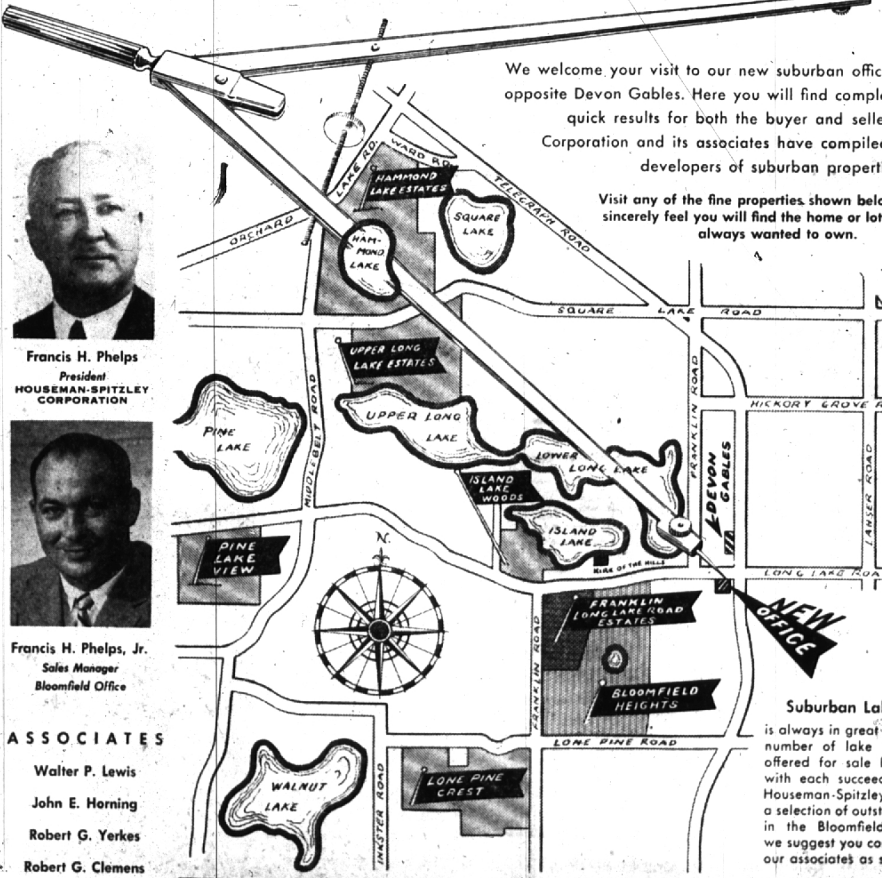 We welcome your visit to our new suburban offic
opposite Devon Gables. Here you will find comple
quick results for both the buyer and selle
Corporation and its associates have compiled
developers of suburban propert
Visit any of the fine properties shown belo
sincerely feel you will find the home or lot
always wanted to own.
Francis H. Phelps
President
HOUSEMAN-SPITZLEY
CORPORATION
Francis H. Phelps, Jr.
Sales Manager
Bloomfield Office
ASSOCIATES
Walter P. Lewis
John E. Horning
Robert G. Yerkes
Robert G. Clemens
ORCHARD
LAKE RD.
WARD RD.
TELEGRAPH ROAD
HAMMOND
LAKE ESTATES
SQUARE
LAKE
HAM-
MOND
LAKE
SQUARE LAKE ROAD
UPPER LONG
LAKE ESTATES
UPPER LONG
LAKE
PINE
LAKE
MIDDLEBELT ROAD
FRANKLIN ROAD
HICKORY GROVE R
LOWER
LONG LAKE
DEVON
GABLES
LAHSER ROAD
ISLAND
LAKE
WOODS
ISLAND
LAKE
KIRK OF THE HILLS
LONG LAKE ROA
PINE
LAKE
VIEW
N.
NEW
OFFICE
FRANKLIN
LONG LAKE ROAD
ESTATES
FRANKLIN ROAD
BLOOMFIELD
HEIGHTS
LONE PINE ROAD
WALNUT
LAKE
INKSTER ROAD
LONE PINE
CREST
Suburban La
is always in great
number of lake
offered for sale
with each succeed
Houseman-Spitzley
a selection of outst
in the Bloomfield
we suggest you co
our associates as s